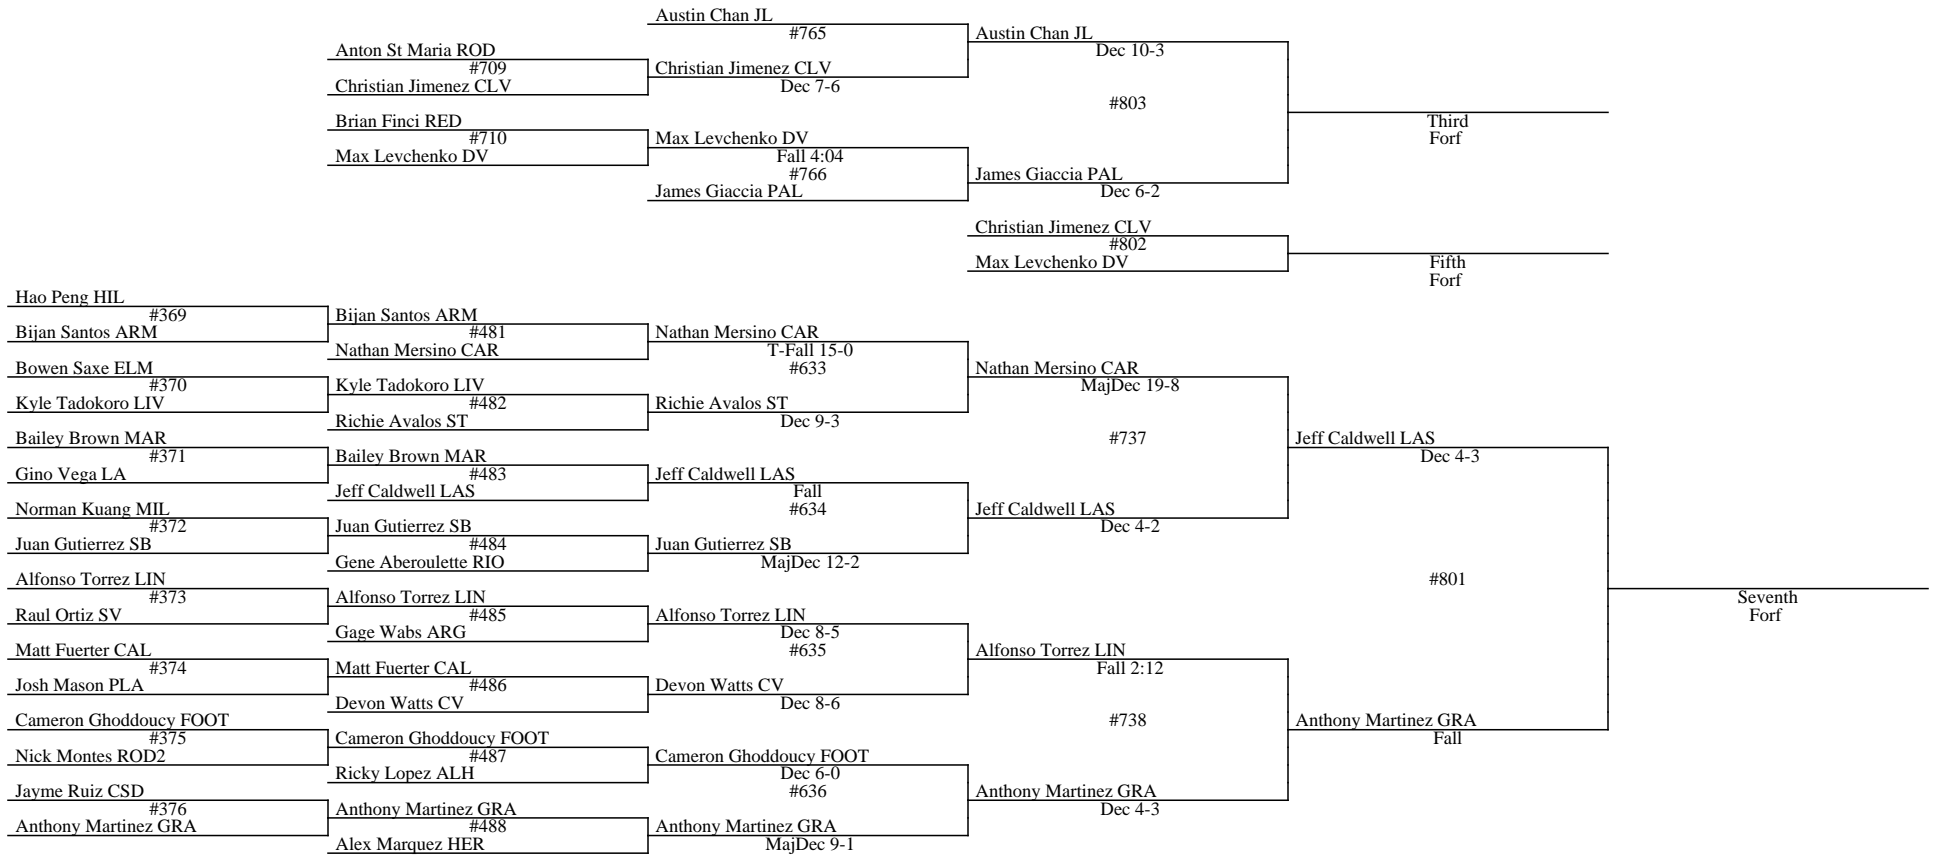 Austin Chan JL
#765
Austin Chan JL
Dec 10-3
Anton St Maria ROD
#709
Christian Jimenez CLV
Christian Jimenez CLV
Dec 7-6
#803
Third
Forf
Brian Finci RED
#710
Max Levchenko DV
Max Levchenko DV
Fall 4:04
#766
James Giaccia PAL
James Giaccia PAL
Dec 6-2
Christian Jimenez CLV
#802
Max Levchenko DV
Fifth
Forf
Hao Peng HIL
#369
Bijan Santos ARM
Bowen Saxe ELM
#370
Kyle Tadokoro LIV
Bailey Brown MAR
#371
Gino Vega LA
Norman Kuang MIL
#372
Juan Gutierrez SB
Alfonso Torrez LIN
#373
Raul Ortiz SV
Matt Fuerter CAL
#374
Josh Mason PLA
Cameron Ghoddoucy FOOT
#375
Nick Montes ROD2
Jayme Ruiz CSD
#376
Anthony Martinez GRA
Bijan Santos ARM
#481
Nathan Mersino CAR
Kyle Tadokoro LIV
#482
Richie Avalos ST
Bailey Brown MAR
#483
Jeff Caldwell LAS
Juan Gutierrez SB
#484
Gene Aberoulette RIO
Alfonso Torrez LIN
#485
Gage Wabs ARG
Matt Fuerter CAL
#486
Devon Watts CV
Cameron Ghoddoucy FOOT
#487
Ricky Lopez ALH
Anthony Martinez GRA
#488
Alex Marquez HER
Nathan Mersino CAR
T-Fall 15-0
#633
Richie Avalos ST
Dec 9-3
Jeff Caldwell LAS
Fall
#634
Juan Gutierrez SB
MajDec 12-2
Alfonso Torrez LIN
Dec 8-5
#635
Devon Watts CV
Dec 8-6
Cameron Ghoddoucy FOOT
Dec 6-0
#636
Anthony Martinez GRA
MajDec 9-1
Nathan Mersino CAR
MajDec 19-8
#737
Jeff Caldwell LAS
Dec 4-2
Alfonso Torrez LIN
Fall 2:12
#738
Anthony Martinez GRA
Dec 4-3
Jeff Caldwell LAS
Dec 4-3
#801
Anthony Martinez GRA
Fall
Seventh
Forf